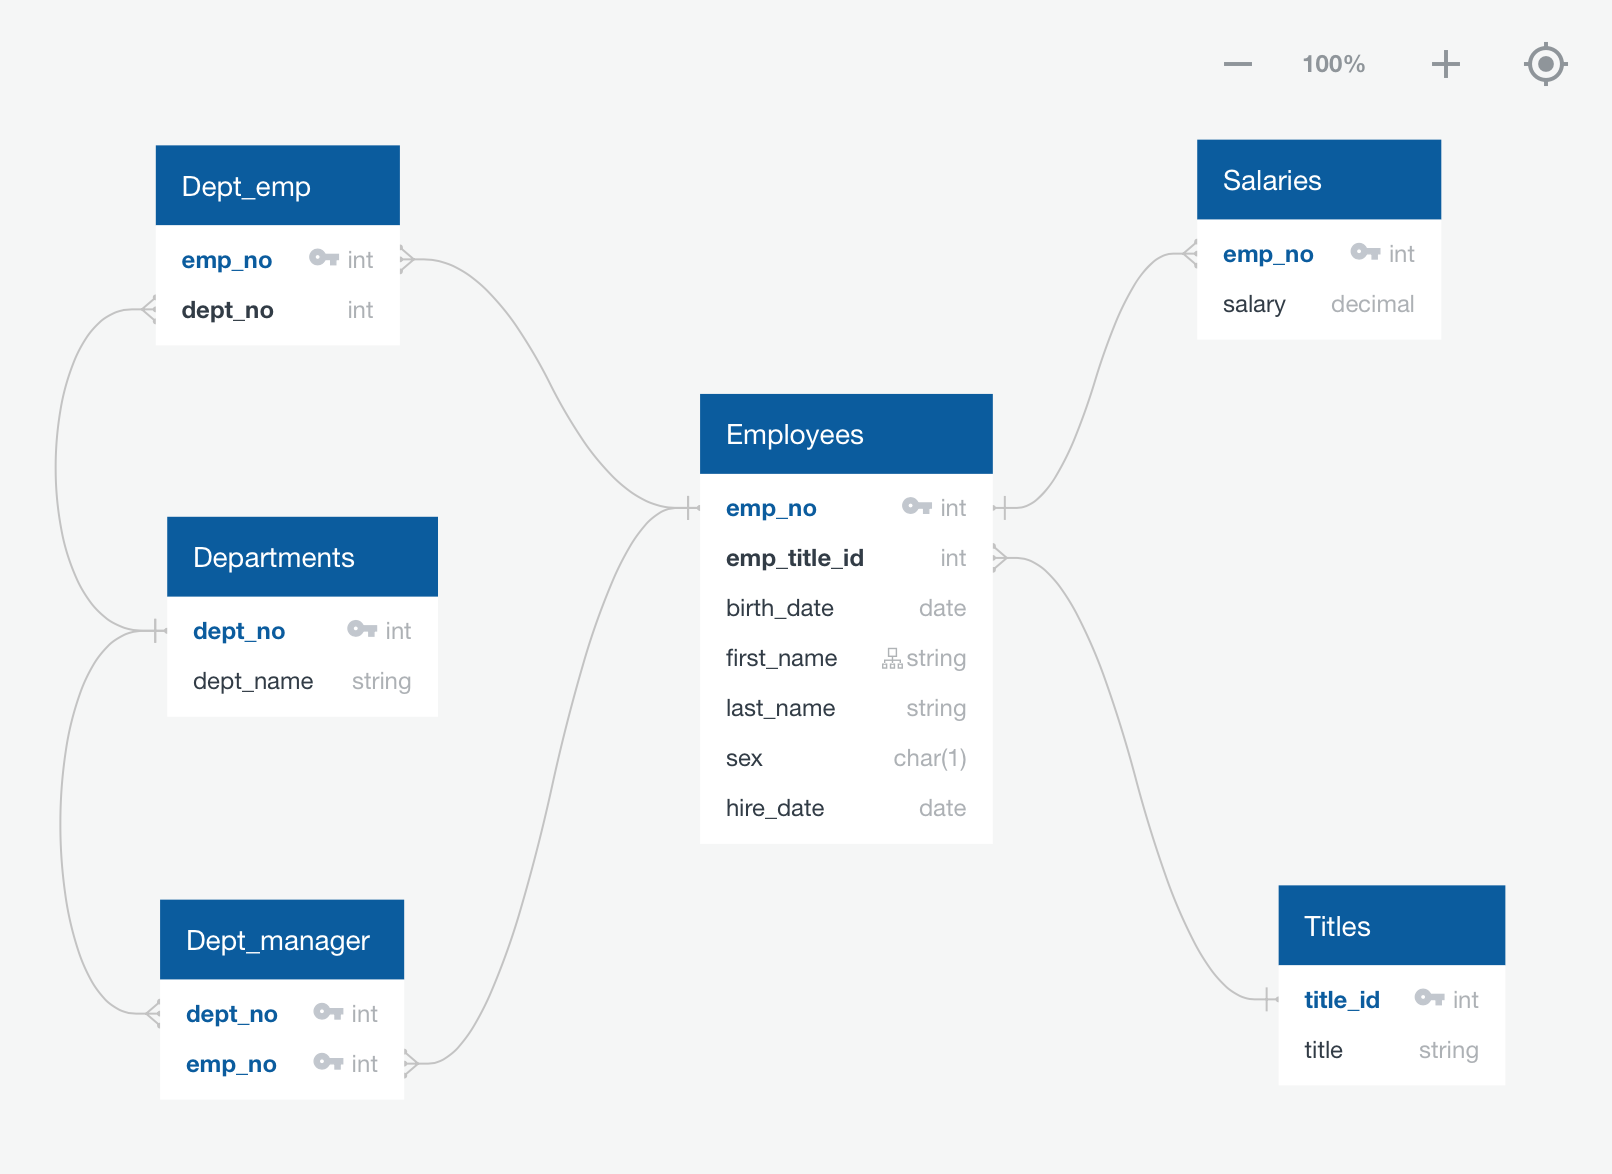 100%
Dept_emp
emp_no int
dept_no int
Salaries
emp_no int
salary decimal
Employees
emp_no int
emp_title_id int
birth_date date
first_name string
last_name string
sex char(1)
hire_date date
Departments
dept_no int
dept_name string
Dept_manager
dept_no int
emp_no int
Titles
title_id int
title string